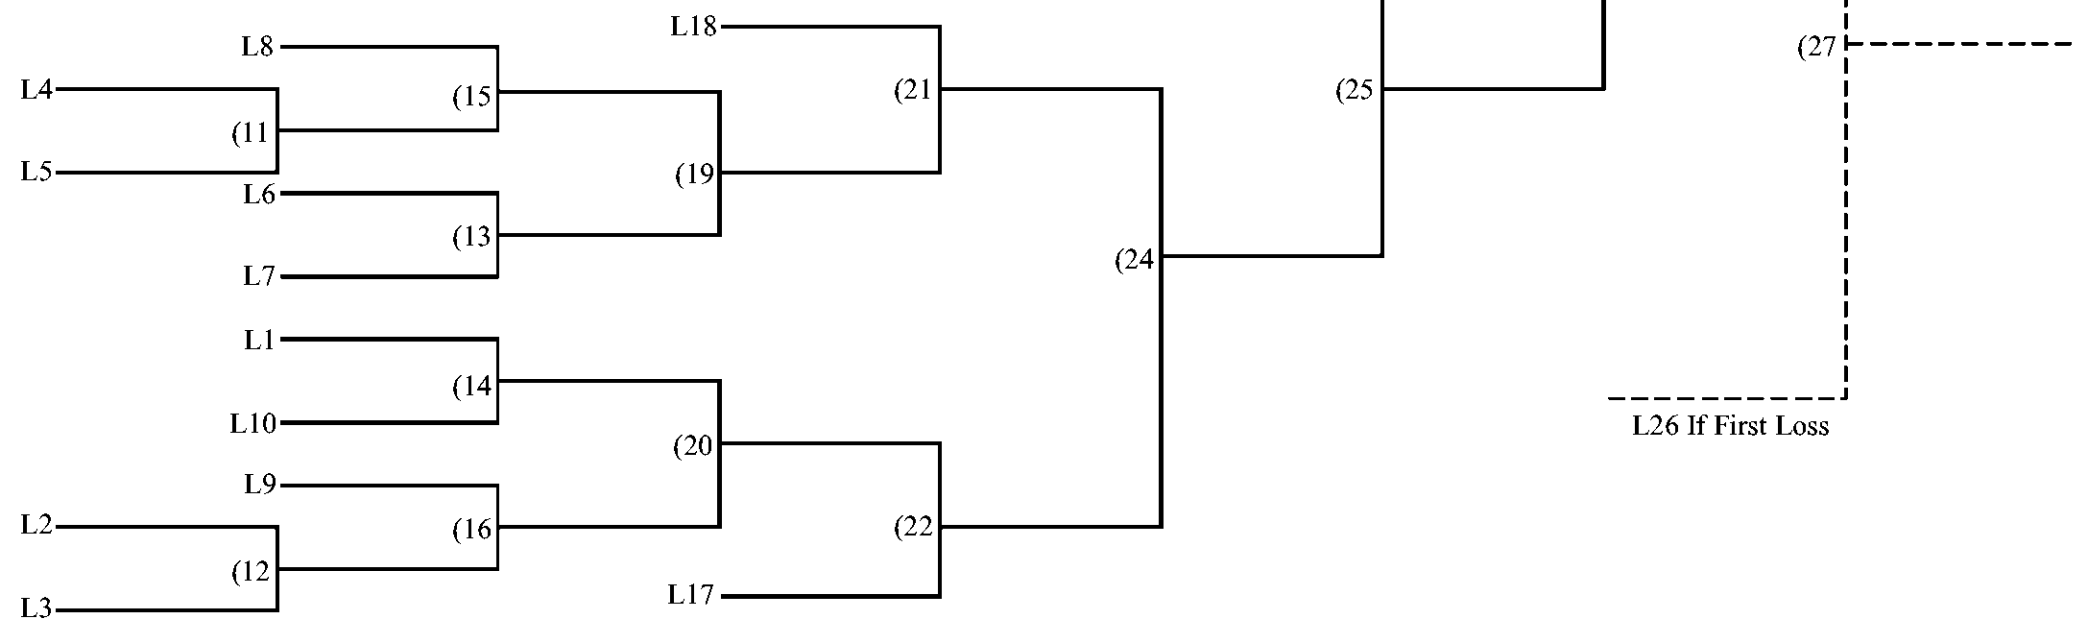 L18
L8
(27
L4
(15
(21
(25
(11
L5
(19
L6
(13
(24
L7
L1
(14
L10
L26 If First Loss
(20
L9
L2
(16
(22
(12
L17
L3